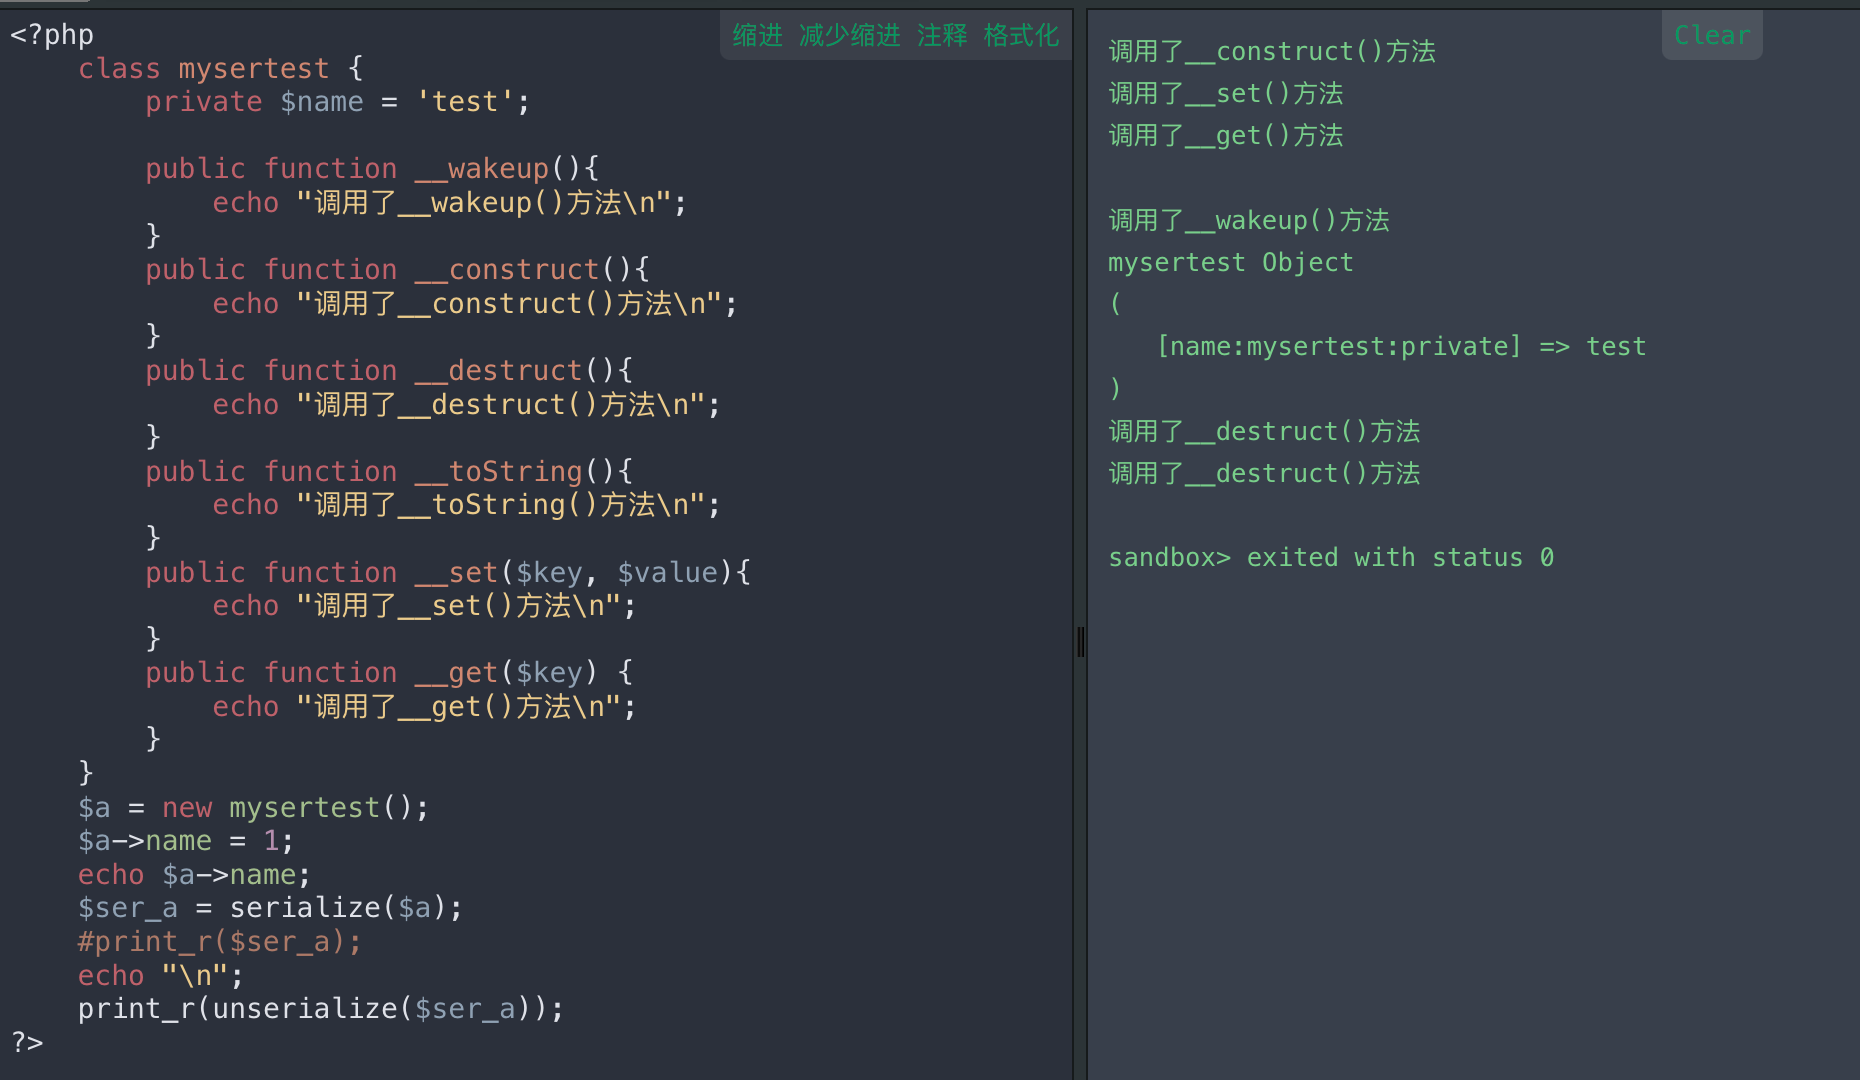 <?php
缩进 减少缩进 注释 格式化
class mysertest {
private $name = 'test';
public function __wakeup(){
echo "调用了__wakeup()方法\n";
}
public function __construct(){
echo "调用了__construct()方法\n";
}
public function __destruct(){
echo "调用了__destruct()方法\n";
}
public function __toString(){
echo "调用了__toString()方法\n";
}
public function __set($key, $value){
echo "调用了__set()方法\n";
}
public function __get($key) {
echo "调用了__get()方法\n";
}
}
$a = new mysertest();
$a->name = 1;
echo $a->name;
$ser_a = serialize($a);
#print_r($ser_a);
echo "\n";
print_r(unserialize($ser_a));
?>
Clear
调用了__construct()方法
调用了__set()方法
调用了__get()方法
调用了__wakeup()方法
mysertest Object
(
[name:mysertest:private] => test
)
调用了__destruct()方法
调用了__destruct()方法
sandbox> exited with status 0